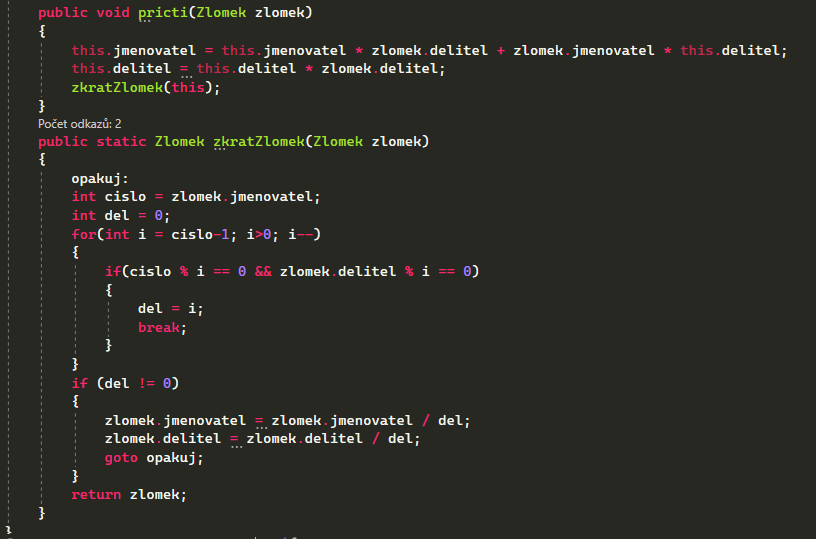 public void pricti(Zlomek zlomek)
{
this.jmenovatel = this.jmenovatel * zlomek.delitel + zlomek.jmenovatel * this.delitel;
this.delitel = this.delitel * zlomek.delitel;
zkratZlomek(this);
}
Počet odkazů: 2
public static Zlomek zkratZlomek(Zlomek zlomek)
{
opakuj:
int cislo = zlomek.jmenovatel;
int del = 0;
for(int i = cislo-1; i>0; i--)
{
if(cislo % i == 0 && zlomek.delitel % i == 0)
{
del = i;
break;
}
}
if (del != 0)
{
zlomek.jmenovatel = zlomek.jmenovatel / del;
zlomek.delitel = zlomek.delitel / del;
goto opakuj;
}
return zlomek;
}
}